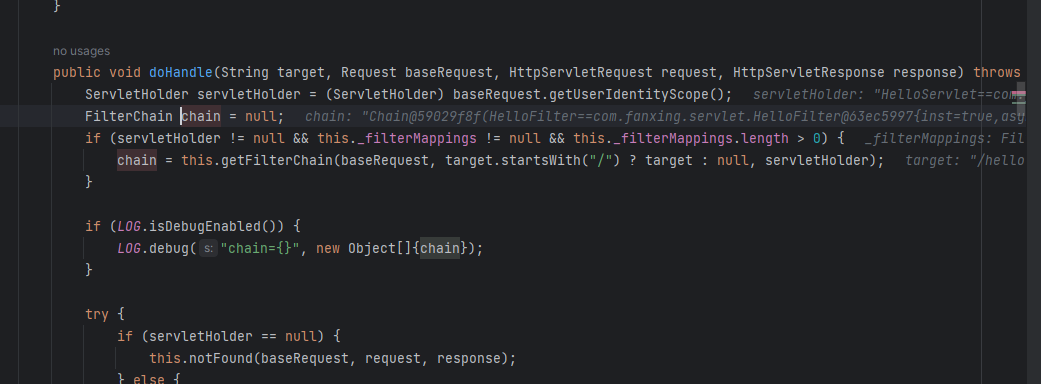 }
no usages
public void doHandle(String target, Request baseRequest, HttpServletRequest request, HttpServletResponse response) throws
ServletHolder servletHolder = (ServletHolder) baseRequest.getUserIdentityScope();   servletHolder: "HelloServlet==com
FilterChain chain = null;   chain: "Chain@59029f8f(HelloFilter==com.fanxing.servlet.HelloFilter@63ec5997{inst=true,asy
if (servletHolder != null && this._filterMappings != null && this._filterMappings.length > 0) {   _filterMappings: Fil
chain = this.getFilterChain(baseRequest, target.startsWith("/") ? target : null, servletHolder);   target: "/hello
}
if (LOG.isDebugEnabled()) {
LOG.debug( s: "chain={}", new Object[]{chain});
}
try {
if (servletHolder == null) {
this.notFound(baseRequest, request, response);
} else {